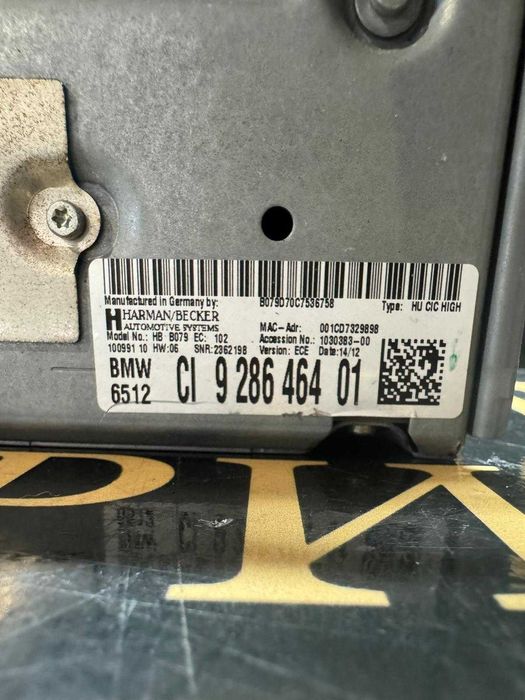 Manufactured in Germany by: B079D70C7536758 Type: HU CIC HIGH
HARMAN/BECKER
AUTOMOTIVE SYSTEMS MAC-Adr: 001CD7329898
Model No.: HB B079 EC: 102 Accession No.: 1030383-00
100991 10 HW:06 SNR:2362198 Version: ECE Date:14/12
BMW
6512 CI 9 286 464 01